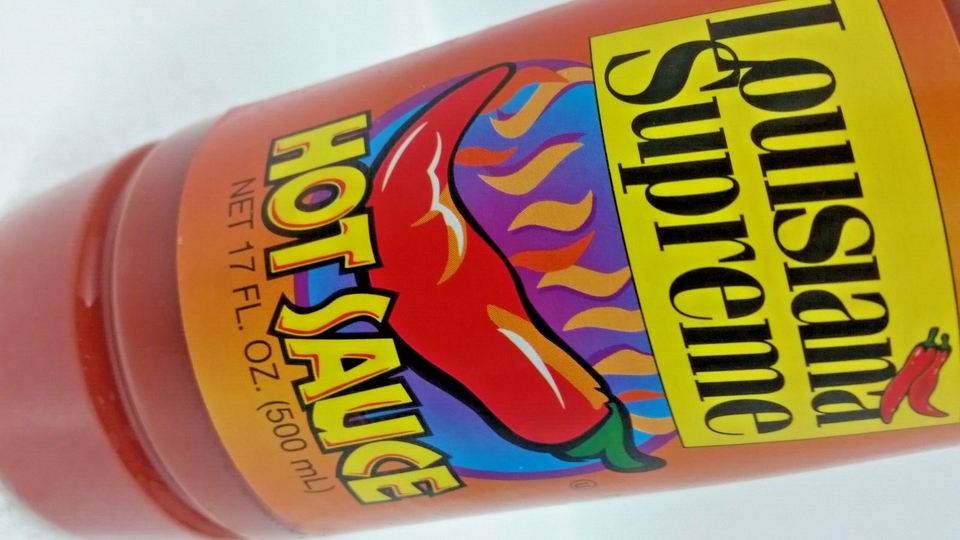 Louisiana
Supreme
HOT SAUCE
NET 17 FL. OZ. (500 mL)